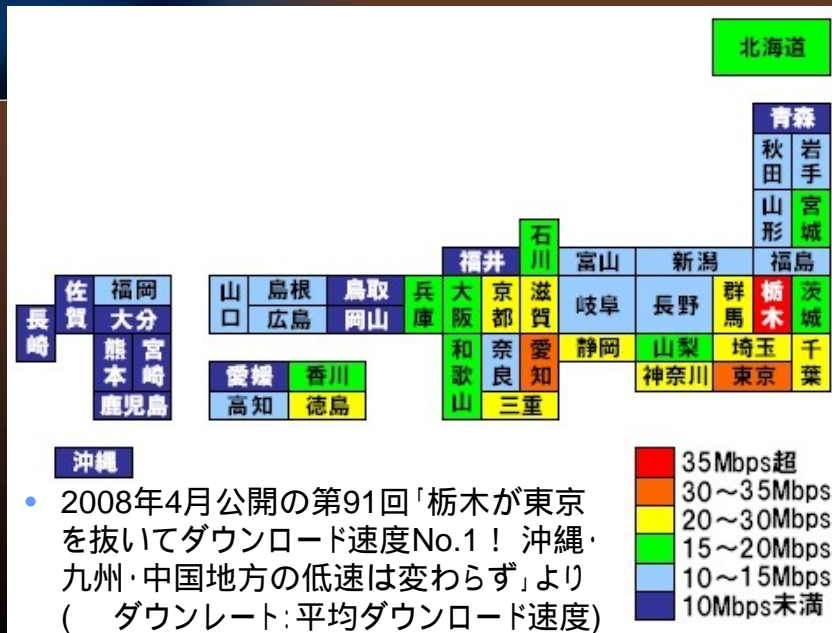 北海道
青森
秋田
岩手
山形
宮城
石川
福井
富山
新潟
福島
佐賀
福岡
山口
島根
鳥取
兵庫
大阪
京都
滋賀
岐阜
長野
群馬
栃木
茨城
長崎
大分
広島
岡山
熊本
宮崎
和歌山
奈良
愛知
静岡
山梨
埼玉
千葉
愛媛
香川
神奈川
東京
鹿児島
高知
徳島
三重
沖縄
35Mbps超
30～35Mbps
20～30Mbps
15～20Mbps
10～15Mbps
10Mbps未満
• 2008年4月公開の第91回「栃木が東京
を抜いてダウンロード速度No.1！ 沖縄・
九州・中国地方の低速は変わらず」より
(　ダウンレート：平均ダウンロード速度)